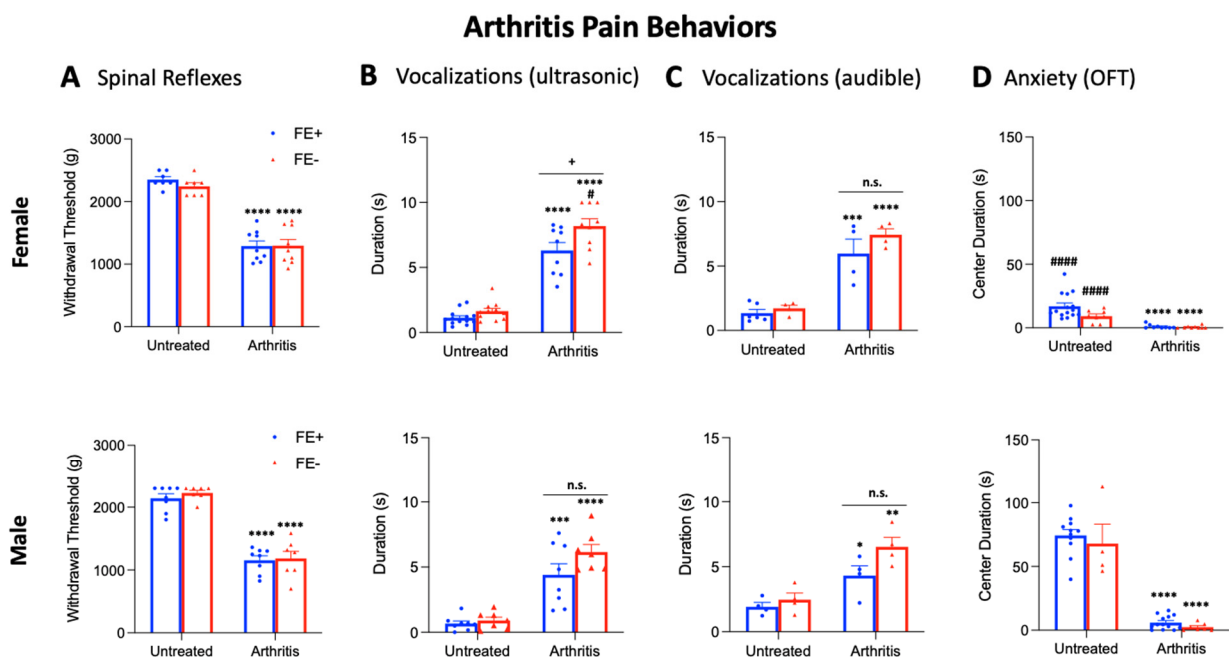 Arthritis Pain Behaviors
A Spinal Reflexes
B Vocalizations (ultrasonic)
C Vocalizations (audible)
D Anxiety (OFT)
Female
Withdrawal Threshold (g)
3000
2000
1000
0
FE+
FE-
**** ****
Untreated Arthritis
Duration (s)
15
10
5
0
+
****
****
#
Untreated Arthritis
Duration (s)
15
10
5
0
n.s.
*** ****
Untreated Arthritis
Center Duration (s)
150
100
50
0
####
####
**** ****
Untreated Arthritis
Male
Withdrawal Threshold (g)
3000
2000
1000
0
FE+
FE-
**** ****
Untreated Arthritis
Duration (s)
15
10
5
0
n.s.
*** ****
Untreated Arthritis
Duration (s)
15
10
5
0
n.s.
* **
Untreated Arthritis
Center Duration (s)
150
100
50
0
**** ****
Untreated Arthritis